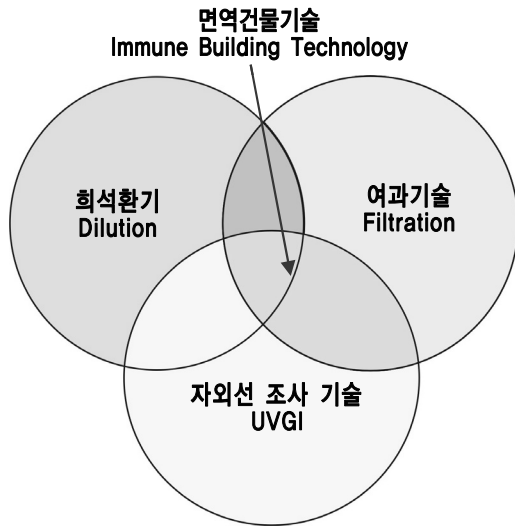 면역건물기술
Immune Building Technology
희석환기
Dilution
여과기술
Filtration
자외선 조사 기술
UVGI